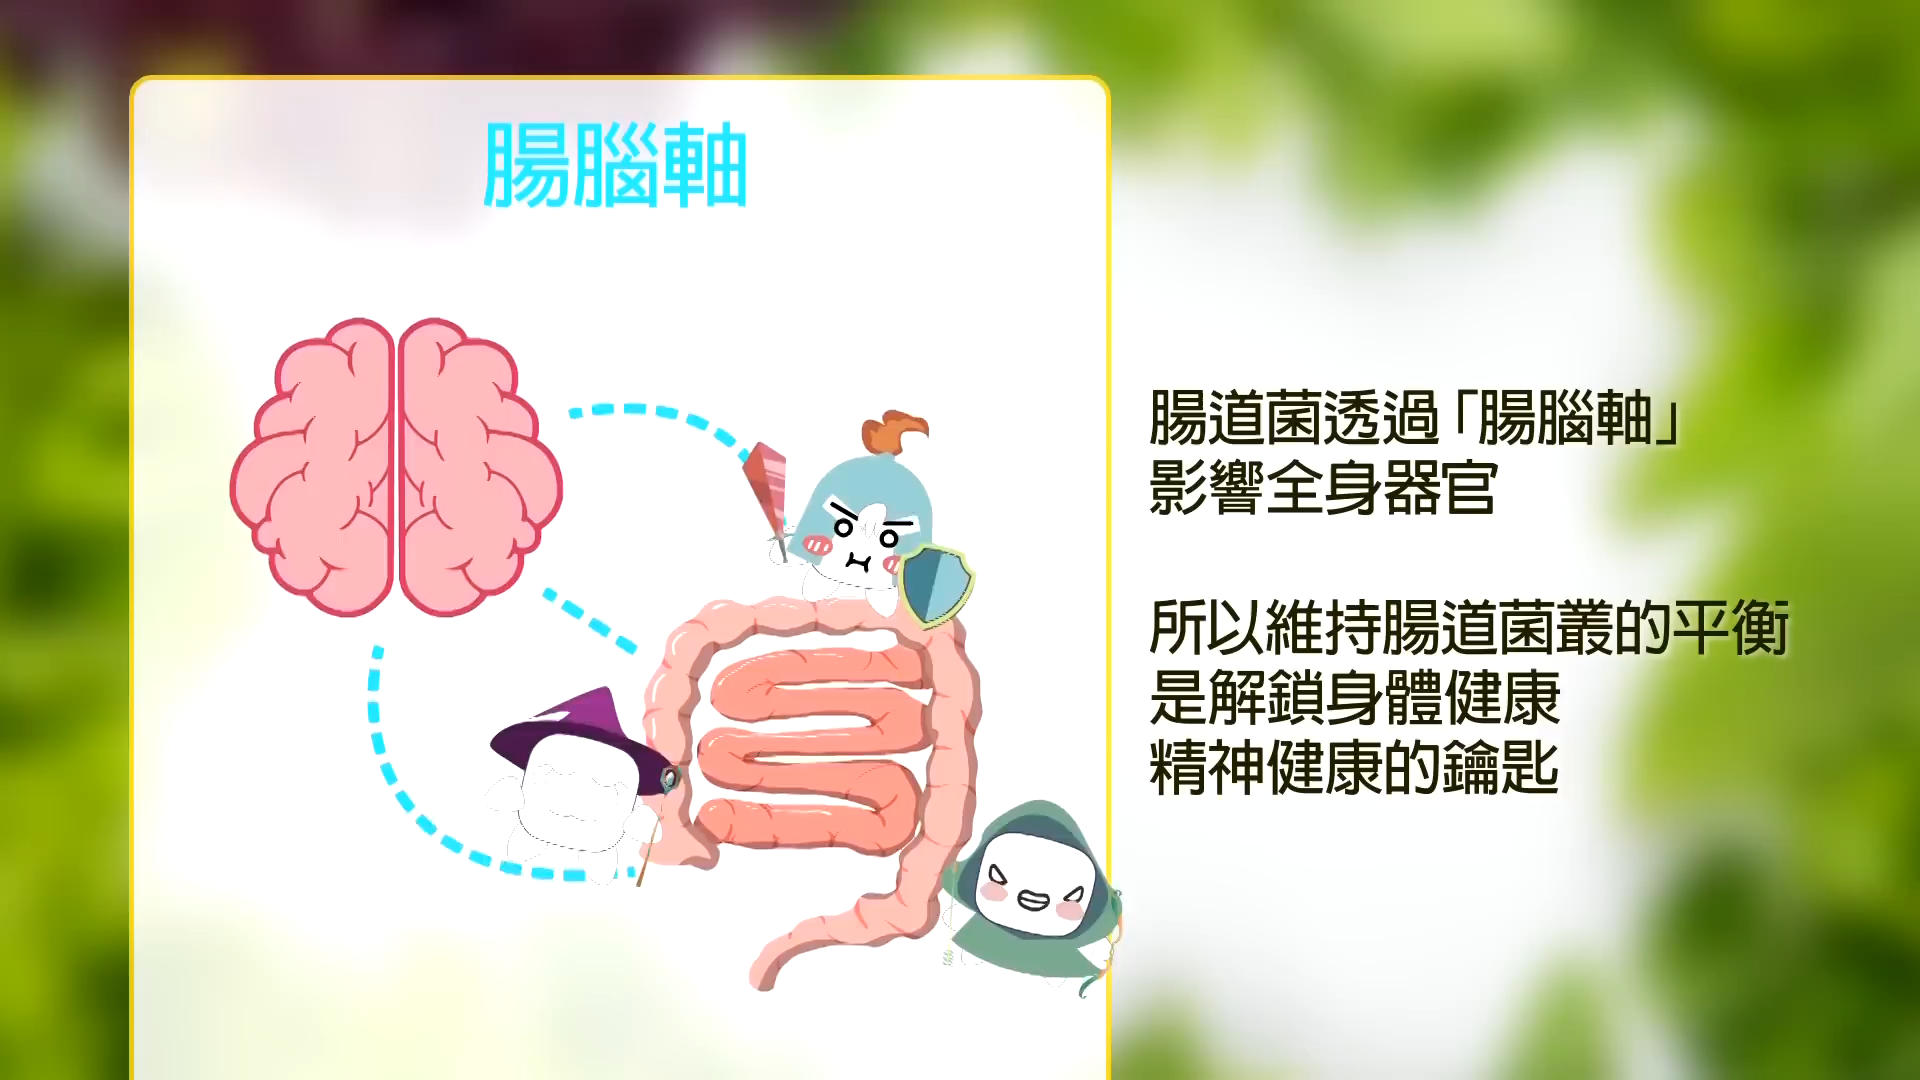 腸腦軸
腸道菌透過「腸腦軸」
影響全身器官
所以維持腸道菌叢的平衡
是解鎖身體健康
精神健康的鑰匙